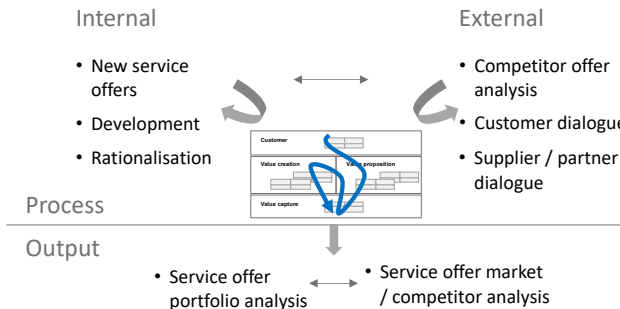 Internal
External
• New service
offers
• Development
• Rationalisation
• Competitor offer
analysis
• Customer dialogue
• Supplier / partner
dialogue
Customer
Value creation
Value proposition
Value capture
Process
Output
• Service offer
portfolio analysis
• Service offer market
/ competitor analysis